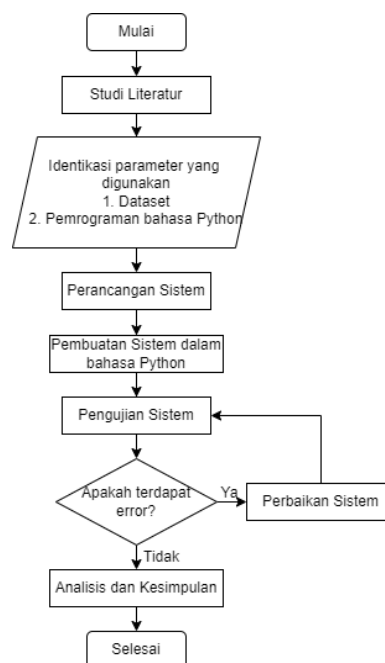 Mulai
Studi Literatur
Identikasi parameter yang
digunakan
1. Dataset
2. Pemrograman bahasa Python
Perancangan Sistem
Pembuatan Sistem dalam
bahasa Python
Pengujian Sistem
Apakah terdapat
error?
Ya
Perbaikan Sistem
Tidak
Analisis dan Kesimpulan
Selesai